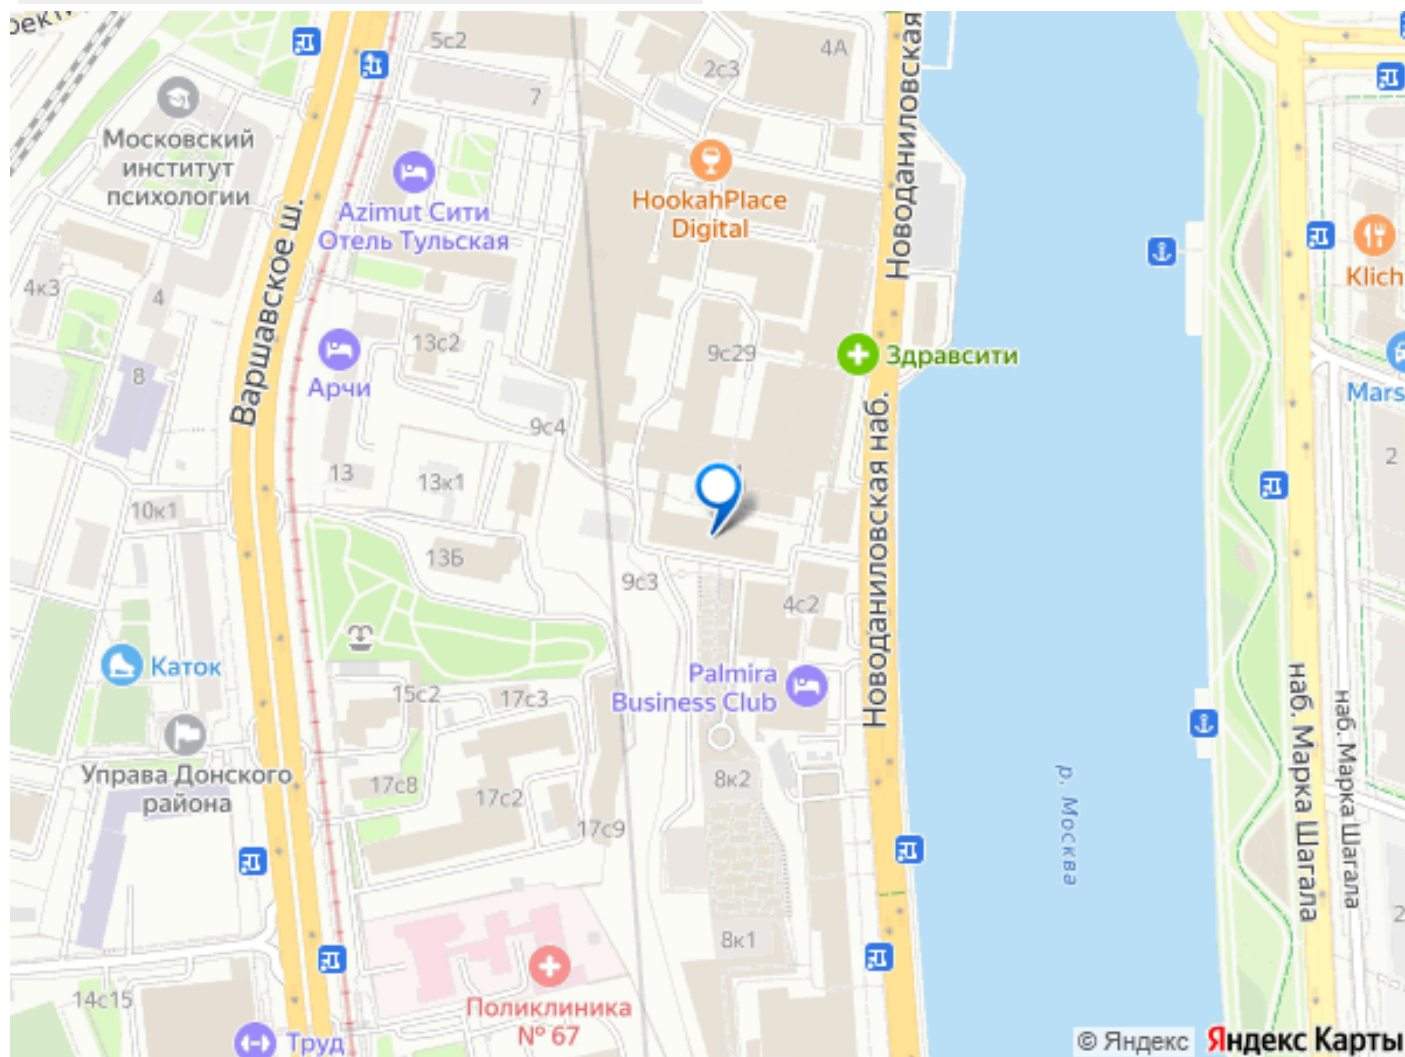 5с2
4А
2с3
7
Московский
институт
психологии
HookahPlace
Digital
Azimut Сити
Отель Тульская
Новоданиловская
Варшавское ш.
4к3
4
Klich
13с2
9с29
Здравсити
8
Арчи
Mars
9с4
Новоданиловская наб.
2
13
13к1
10к1
13Б
9с3
4с2
Каток
Palmira
Business Club
15с2
17с3
наб. Марка Шагала
наб. Марка Шагала
Управа Донского
района
17с8
17с2
8к2
р. Москва
17с9
8к1
14с15
Поликлиника
№ 67
Труд
© Яндекс
Яндекс Карты